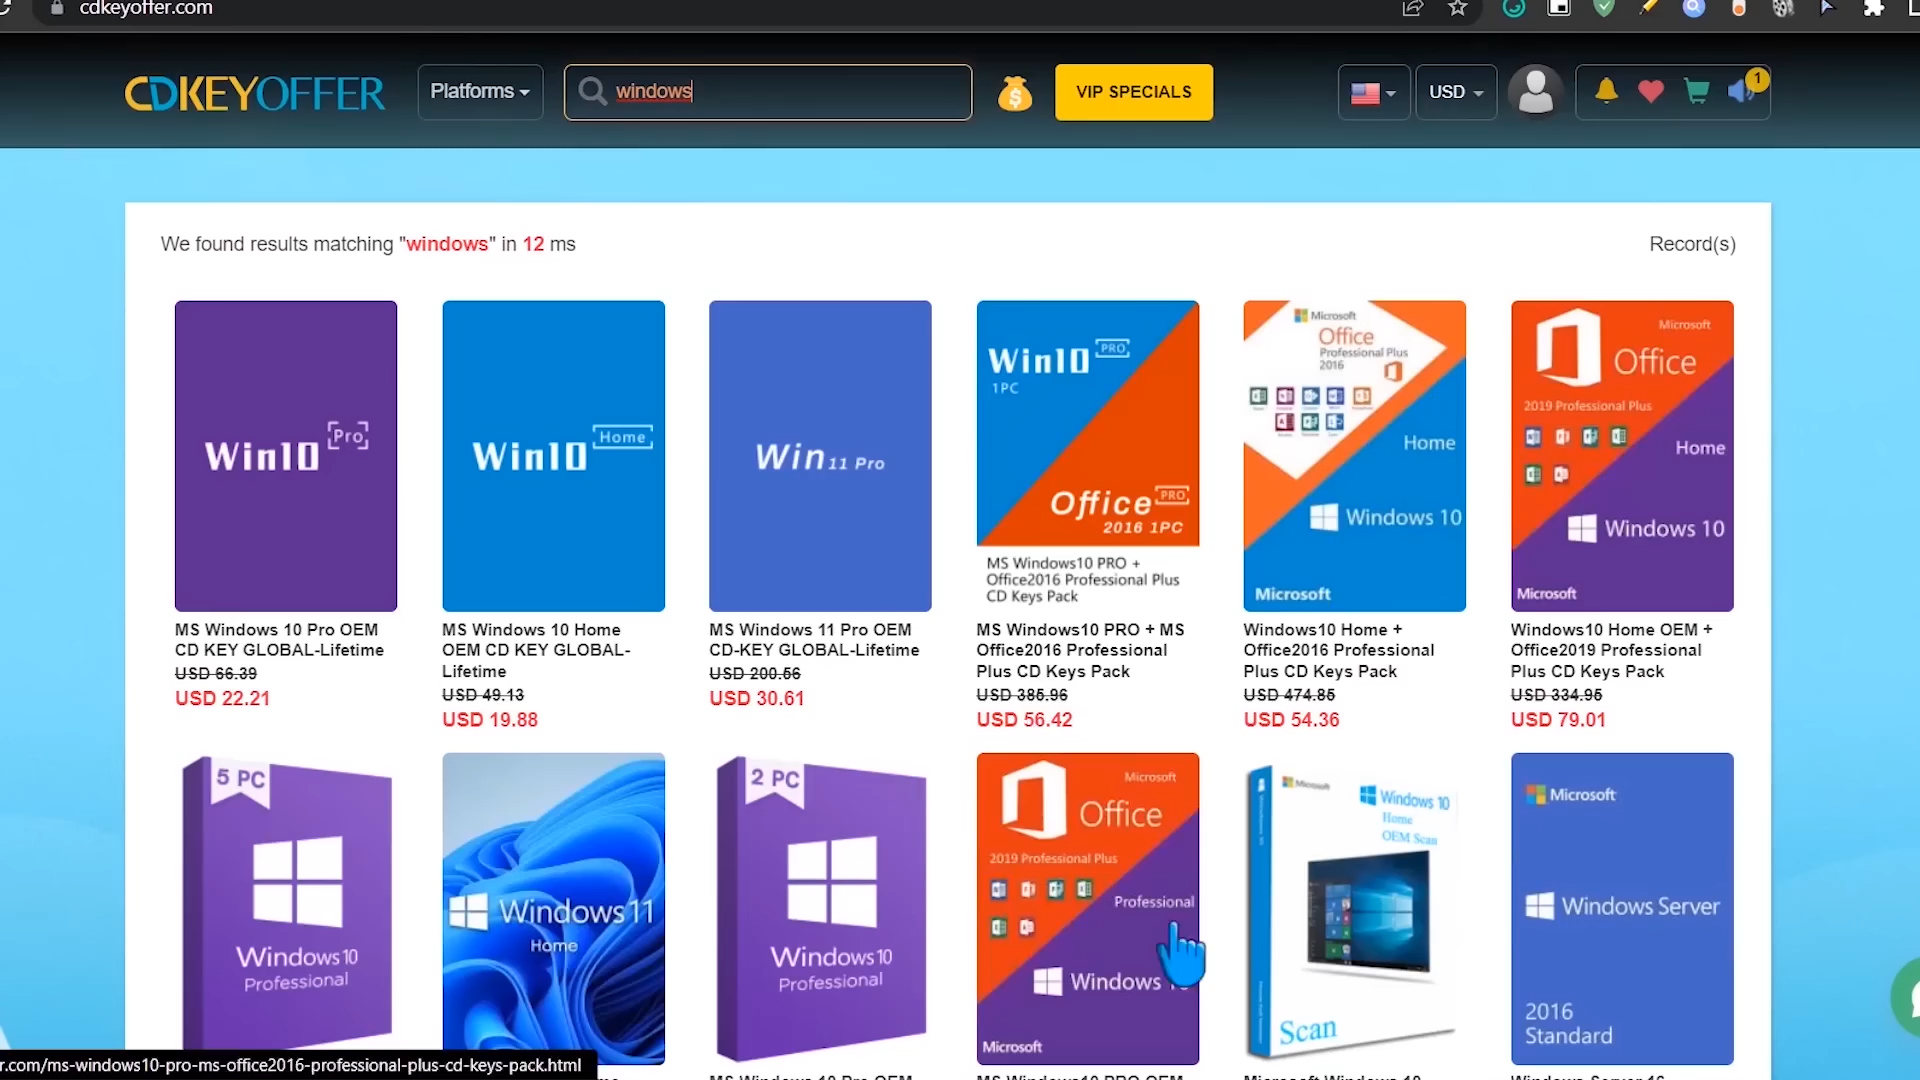 cdkeyoffer.com
CDKEYOFFER
Platforms
windows
VIP SPECIALS
USD
1
We found results matching "windows" in 12 ms
Record(s)
Win10 Pro
Win10 Home
Win 11 Pro
Win10 PRO
1PC
Office PRO
2016 1PC
MS Windows10 PRO +
Office2016 Professional Plus
CD Keys Pack
Microsoft
Office
Professional Plus
2016
Home
Windows 10
Microsoft
Microsoft
Office
2019 Professional Plus
Home
Windows 10
Microsoft
MS Windows 10 Pro OEM
CD KEY GLOBAL-Lifetime
USD 66.39
USD 22.21
MS Windows 10 Home
OEM CD KEY GLOBAL-
Lifetime
USD 49.13
USD 19.88
MS Windows 11 Pro OEM
CD-KEY GLOBAL-Lifetime
USD 200.56
USD 30.61
MS Windows10 PRO + MS
Office2016 Professional
Plus CD Keys Pack
USD 385.96
USD 56.42
Windows10 Home +
Office2016 Professional
Plus CD Keys Pack
USD 474.85
USD 54.36
Windows10 Home OEM +
Office2019 Professional
Plus CD Keys Pack
USD 334.95
USD 79.01
5 PC
Windows 10
Professional
Windows 11
Home
2 PC
Windows 10
Professional
Microsoft
Office
2019 Professional Plus
Professional
Windows
Microsoft
Microsoft
Windows 10
Home
OEM Scan
Scan
Microsoft
Windows Server
2016
Standard
r.com/ms-windows10-pro-ms-office2016-professional-plus-cd-keys-pack.html